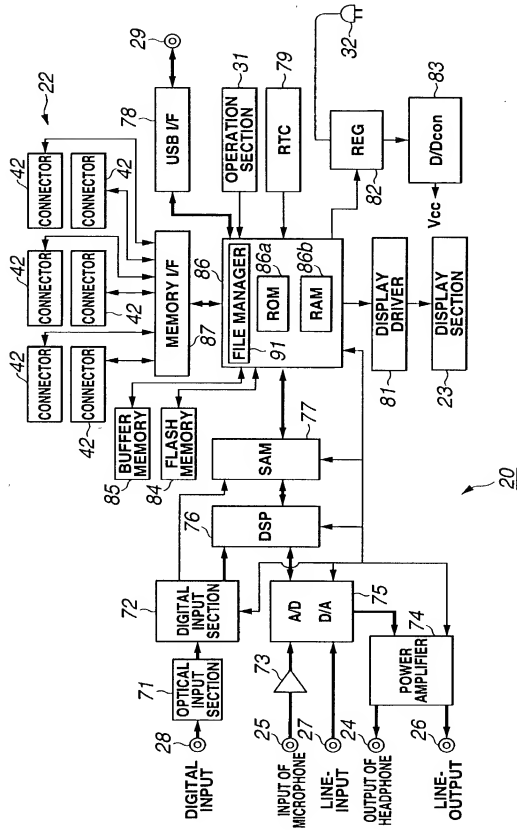 22
42
CONNECTOR
42
CONNECTOR
42
CONNECTOR
42
CONNECTOR
42
CONNECTOR
42
CONNECTOR
29
78
USB I/F
31
OPERATION
SECTION
79
RTC
32
REG
82
83
D/Dcon
Vcc
MEMORY I/F
87
86
FILE MANAGER
91
86a
ROM
86b
RAM
DISPLAY
DRIVER
81
DISPLAY
SECTION
23
BUFFER
MEMORY
85
FLASH
MEMORY
84
77
SAM
76
DSP
72
DIGITAL
INPUT
SECTION
71
OPTICAL
INPUT
SECTION
28
DIGITAL
INPUT
A/D
D/A
75
73
25
INPUT OF
MICROPHONE
27
LINE-
INPUT
74
POWER
AMPLIFIER
24
OUTPUT OF
HEADPHONE
26
LINE-
OUTPUT
20